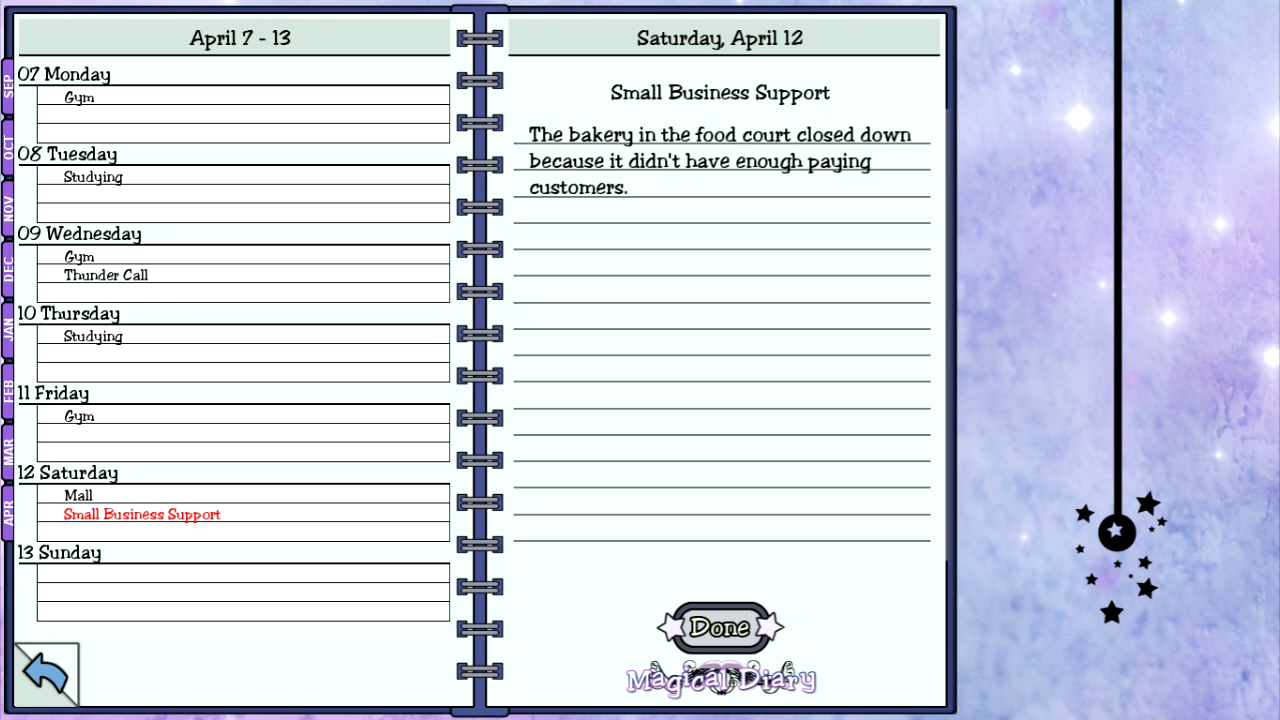 April 7 - 13
07 Monday
Gym
08 Tuesday
Studying
09 Wednesday
Gym
Thunder Call
10 Thursday
Studying
11 Friday
Gym
12 Saturday
Mall
Small Business Support
13 Sunday
SEP
OCT
NOV
DEC
JAN
FEB
MAR
APR
Saturday, April 12
Small Business Support
The bakery in the food court closed down
because it didn't have enough paying
customers.
Done
Magical Diary